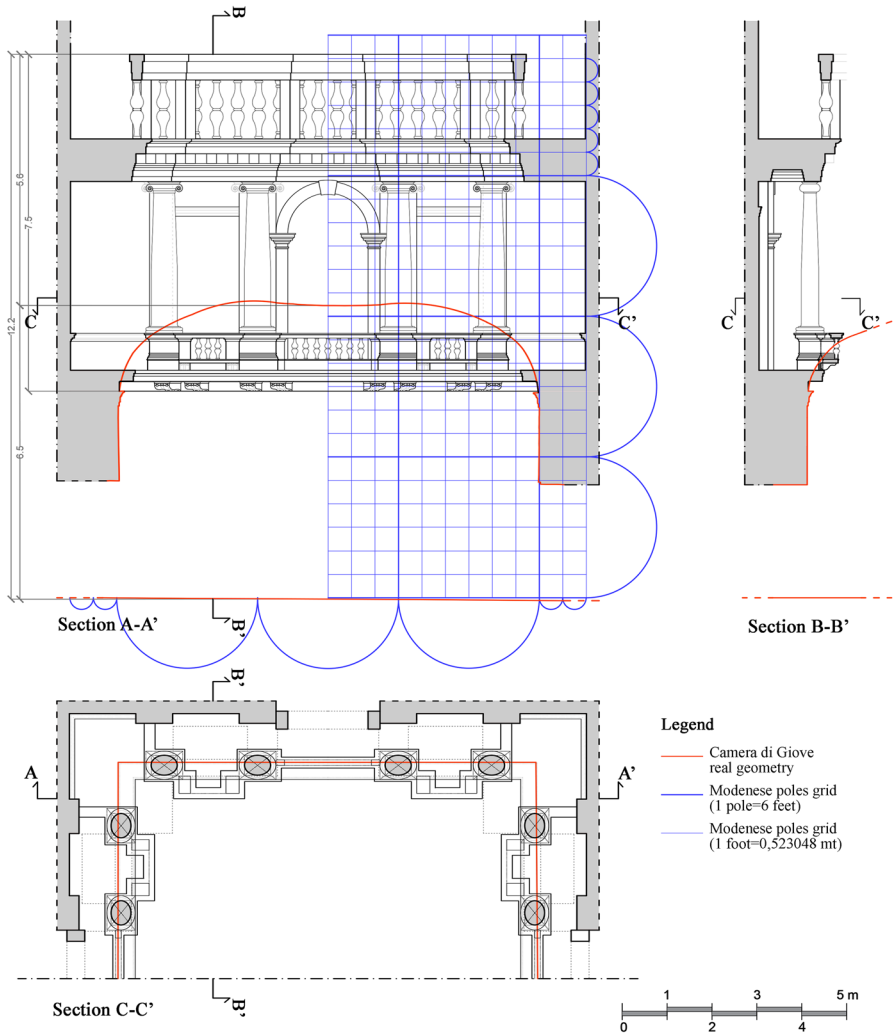 B
5.6
7.5
12.2
6.5
C
C'
C
C'
B'
Section A-A'
Section B-B'
B'
A
A'
Legend
Camera di Giove
real geometry
Modenese poles grid
(1 pole=6 feet)
Modenese poles grid
(1 foot=0,523048 mt)
B'
Section C-C'
1 3 5 m
0 2 4